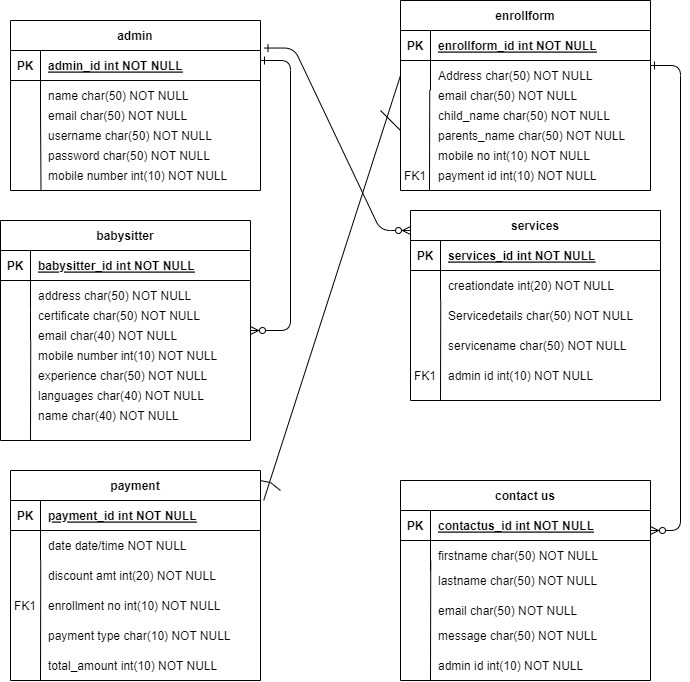 admin
PK admin_id int NOT NULL
name char(50) NOT NULL
email char(50) NOT NULL
username char(50) NOT NULL
password char(50) NOT NULL
mobile number int(10) NOT NULL
enrollform
PK enrollform_id int NOT NULL
Address char(50) NOT NULL
email char(50) NOT NULL
child_name char(50) NOT NULL
parents_name char(50) NOT NULL
mobile no int(10) NOT NULL
FK1 payment id int(10) NOT NULL
babysitter
PK babysitter_id int NOT NULL
address char(50) NOT NULL
certificate char(50) NOT NULL
email char(40) NOT NULL
mobile number int(10) NOT NULL
experience char(50) NOT NULL
languages char(40) NOT NULL
name char(40) NOT NULL
services
PK services_id int NOT NULL
creationdate int(20) NOT NULL
Servicedetails char(50) NOT NULL
servicename char(50) NOT NULL
FK1 admin id int(10) NOT NULL
payment
PK payment_id int NOT NULL
date date/time NOT NULL
discount amt int(20) NOT NULL
FK1 enrollment no int(10) NOT NULL
payment type char(10) NOT NULL
total_amount int(10) NOT NULL
contact us
PK contactus_id int NOT NULL
firstname char(50) NOT NULL
lastname char(50) NOT NULL
email char(50) NOT NULL
message char(50) NOT NULL
admin id int(10) NOT NULL